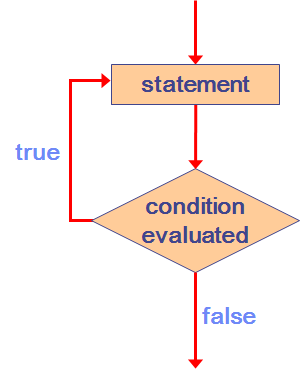 statement
true
condition
evaluated
false